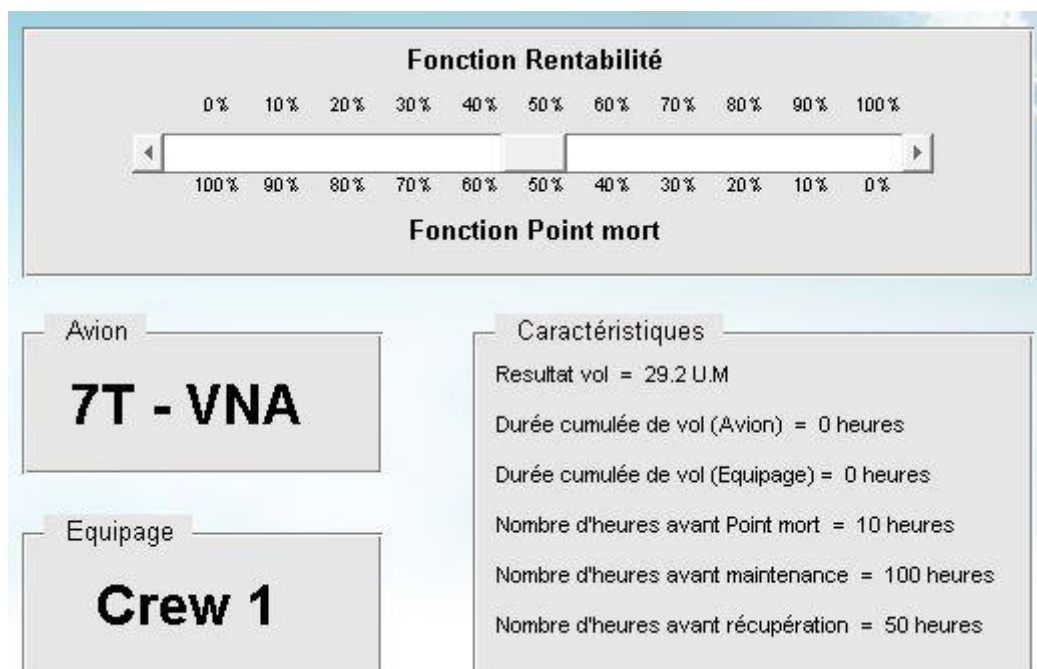 Fonction Rentabilité
0% 10% 20% 30% 40% 50% 60% 70% 80% 90% 100%
100% 90% 80% 70% 60% 50% 40% 30% 20% 10% 0%
Fonction Point mort
Avion
7T - VNA
Equipage
Crew 1
Caractéristiques
Resultat vol = 29.2 U.M
Durée cumulée de vol (Avion) = 0 heures
Durée cumulée de vol (Equipage) = 0 heures
Nombre d'heures avant Point mort = 10 heures
Nombre d'heures avant maintenance = 100 heures
Nombre d'heures avant récupération = 50 heures